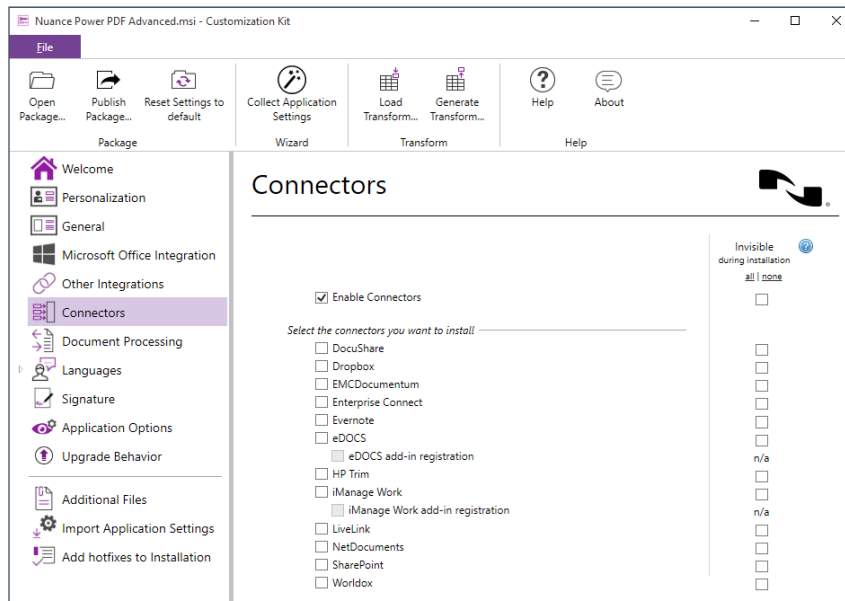 Nuance Power PDF Advanced.msi - Customization Kit
File
Open Package...
Publish Package...
Reset Settings to default
Package
Collect Application Settings
Wizard
Load Transform...
Generate Transform...
Transform
Help
About
Help
Welcome
Personalization
General
Microsoft Office Integration
Other Integrations
Connectors
Document Processing
Languages
Signature
Application Options
Upgrade Behavior
Additional Files
Import Application Settings
Add hotfixes to Installation
Connectors
Invisible
during installation
all | none
Enable Connectors
Select the connectors you want to install
DocuShare
Dropbox
EMCDocumentum
Enterprise Connect
Evernote
eDOCS
eDOCS add-in registration n/a
HP Trim
iManage Work
iManage Work add-in registration n/a
LiveLink
NetDocuments
SharePoint
Worldox